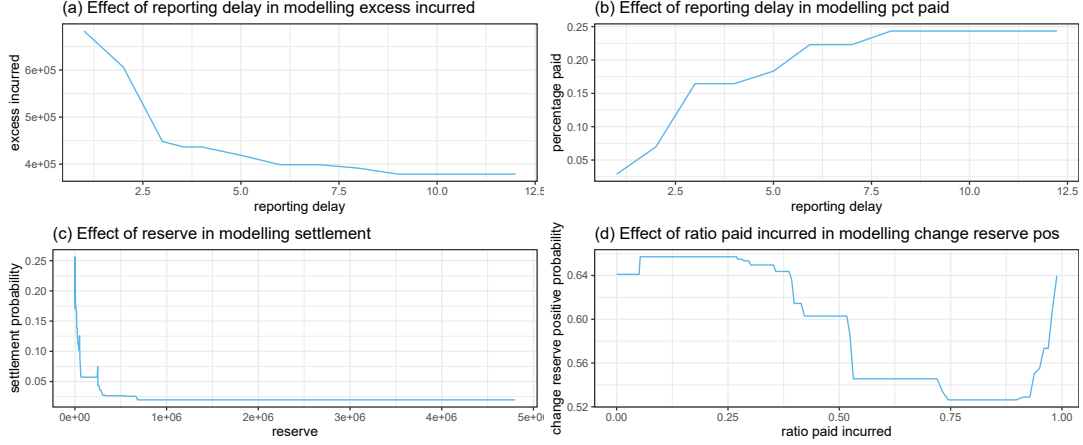 (a) Effect of reporting delay in modelling excess incurred
excess incurred
6e+05
5e+05
4e+05
2.5
5.0
7.5
10.0
12.5
reporting delay
(b) Effect of reporting delay in modelling pct paid
percentage paid
0.25
0.20
0.15
0.10
0.05
2.5
5.0
7.5
10.0
12.5
reporting delay
(c) Effect of reserve in modelling settlement
settlement probability
0.25
0.20
0.15
0.10
0.05
0e+00
1e+06
2e+06
3e+06
4e+06
5e+0
reserve
(d) Effect of ratio paid incurred in modelling change reserve pos
change reserve positive probability
0.64
0.60
0.56
0.52
0.00
0.25
0.50
0.75
1.00
ratio paid incurred